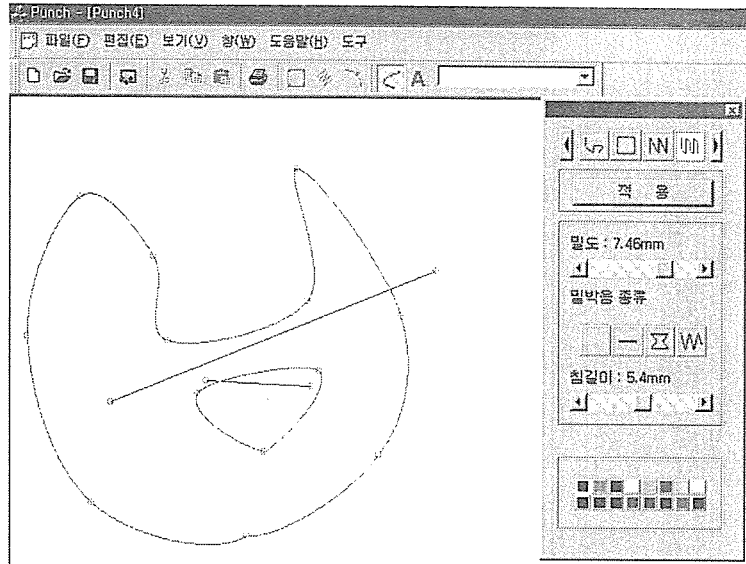 Punch - [Punch4]
파일(F) 편집(E) 보기(V) 창(W) 도움말(H) 도구
A
적 용
밀도 : 7.46mm
밑박음 종류
침길이 : 5.4mm